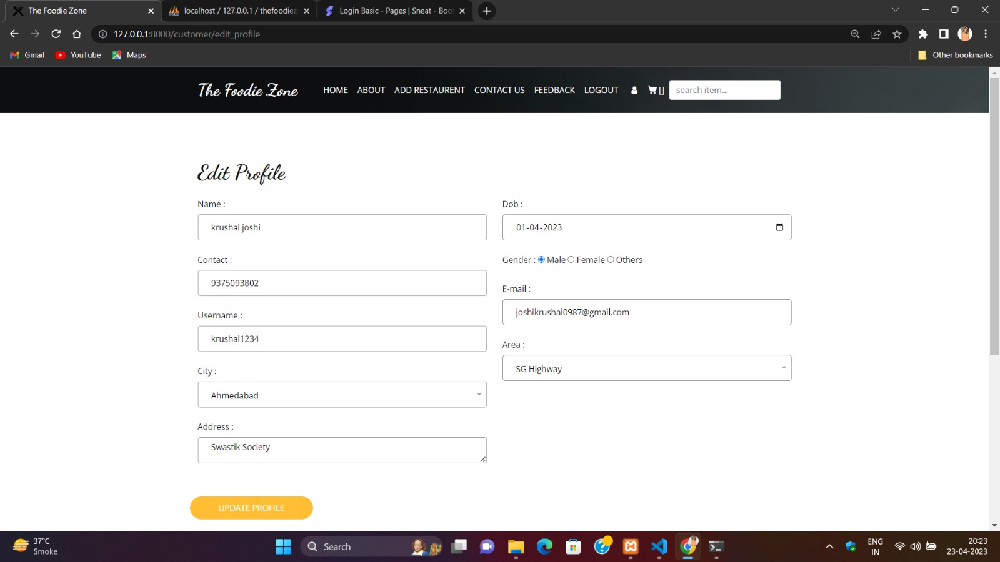 The Foodie Zone
localhost / 127.0.0.1 / thefoodiez
Login Basic - Pages | Sneat - Boo
127.0.0.1:8000/customer/edit_profile
Gmail
YouTube
Maps
Other bookmarks
The Foodie Zone
HOME
ABOUT
ADD RESTAURENT
CONTACT US
FEEDBACK
LOGOUT
[]
search item...
Edit Profile
Name :
krushal joshi
Dob :
01-04-2023
Contact :
9375093802
Gender : Male Female Others
E-mail :
joshikrushal0987@gmail.com
Username :
krushal1234
Area :
SG Highway
City :
Ahmedabad
Address :
Swastik Society
UPDATE PROFILE
37°C
Smoke
Search
ENG
IN
20:23
23-04-2023